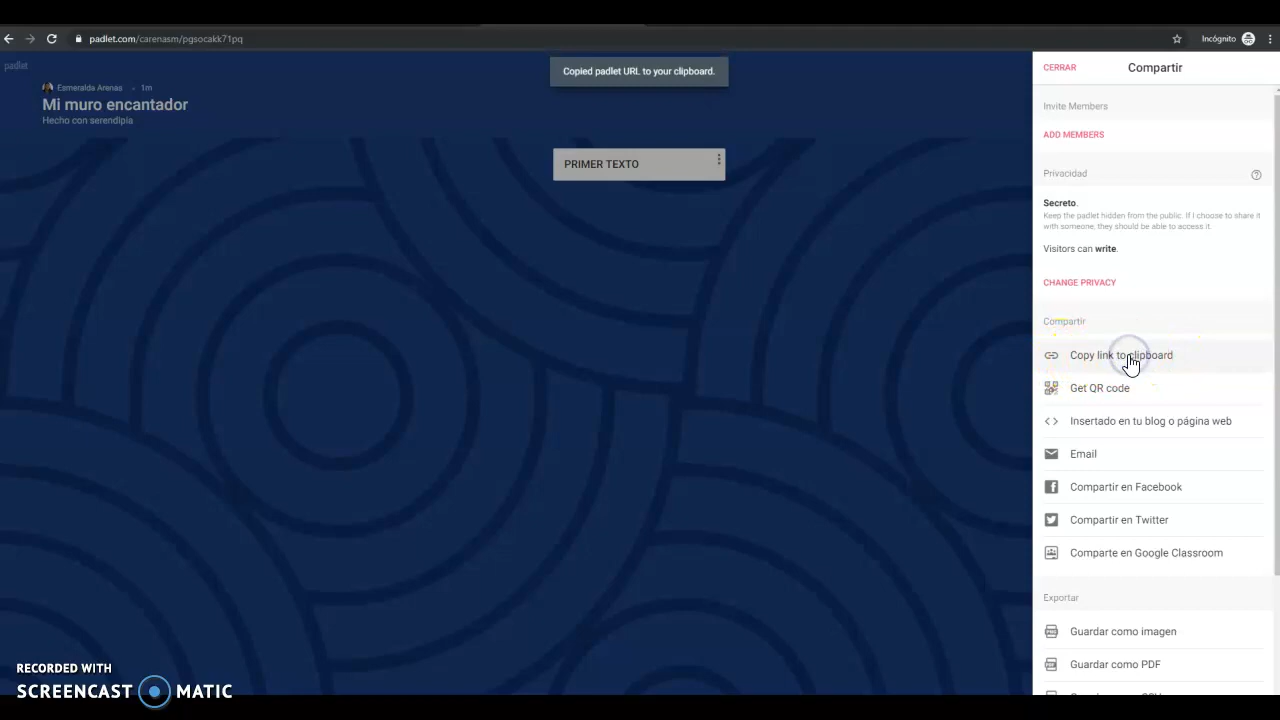 padlet.com/carenasm/pgsocakk71pq
Incógnito
padlet
Copied padlet URL to your clipboard.
CERRAR
Compartir
Esmeralda Arenas - 1m
Mi muro encantador
Hecho con serendipia
Invite Members
ADD MEMBERS
PRIMER TEXTO
Privacidad
Secreto.
Keep the padlet hidden from the public. If I choose to share it
with someone, they should be able to access it.
Visitors can write.
CHANGE PRIVACY
Compartir
Copy link to clipboard
Get QR code
Insertado en tu blog o página web
Email
Compartir en Facebook
Compartir en Twitter
Comparte en Google Classroom
Exportar
Guardar como imagen
Guardar como PDF
RECORDED WITH
SCREENCAST MATIC